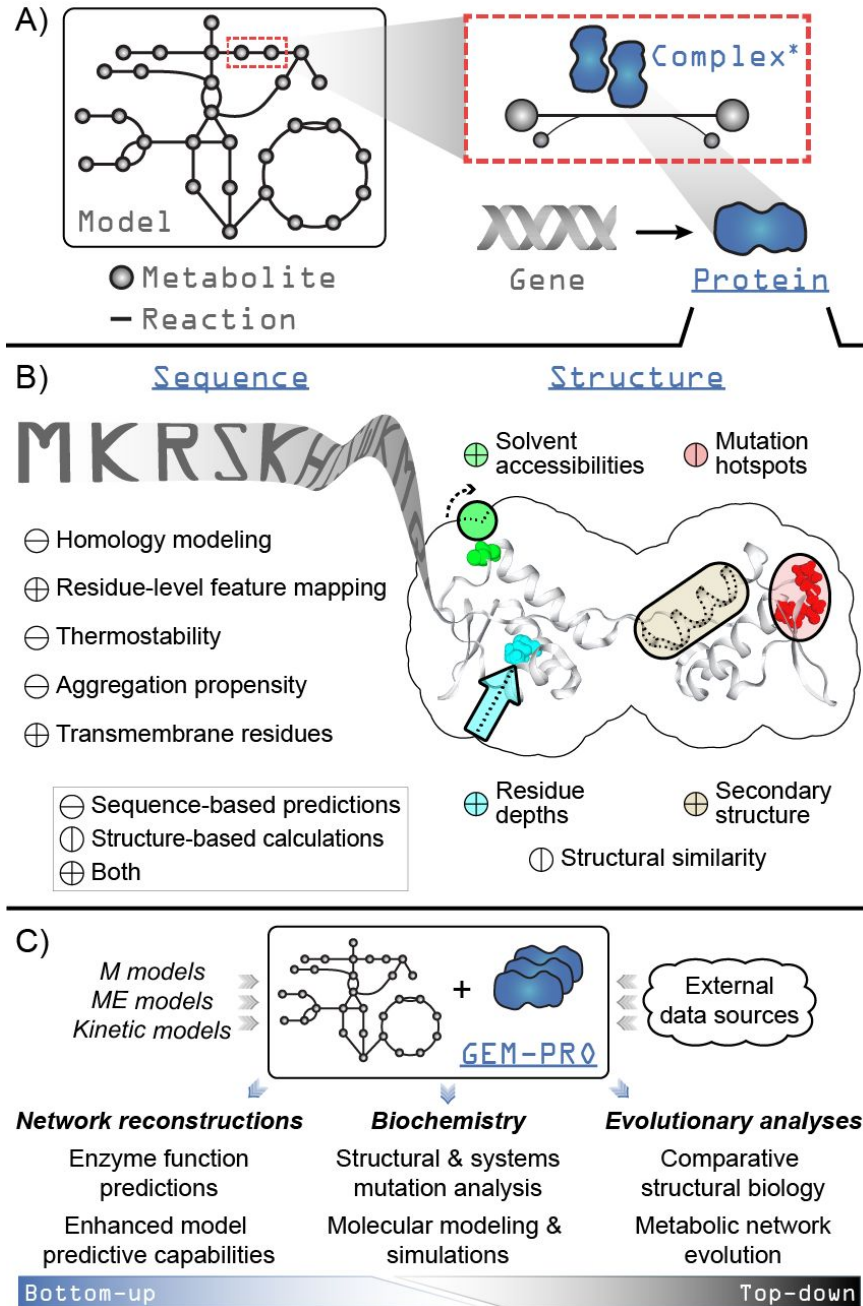 A)
Model
Complex*
Metabolite
Reaction
Gene
Protein
B)
Sequence
Structure
MKRSKH
Solvent
accessibilities
Mutation
hotspots
Homology modeling
Residue-level feature mapping
Thermostability
Aggregation propensity
Transmembrane residues
Sequence-based predictions
Structure-based calculations
Both
Residue
depths
Secondary
structure
Structural similarity
C)
M models
ME models
Kinetic models
+
GEM-PRO
External
data sources
Network reconstructions
Enzyme function
predictions
Enhanced model
predictive capabilities
Biochemistry
Structural & systems
mutation analysis
Molecular modeling &
simulations
Evolutionary analyses
Comparative
structural biology
Metabolic network
evolution
Bottom-up
Top-down